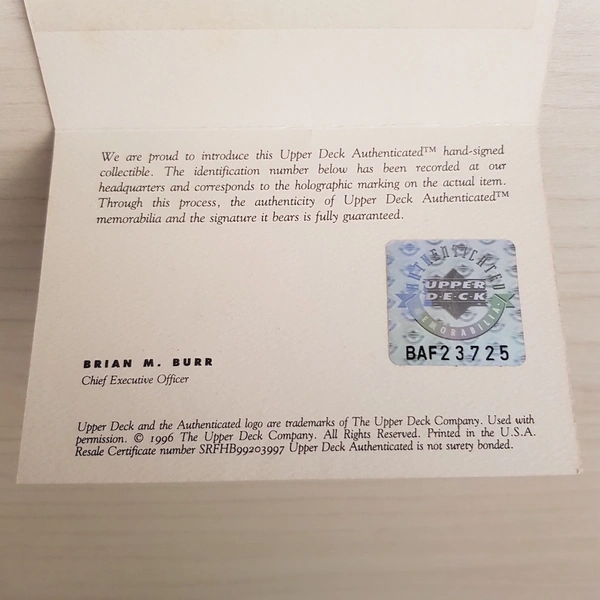 We are proud to introduce this Upper Deck Authenticated™ hand-signed
collectible. The identification number below has been recorded at our
headquarters and corresponds to the holographic marking on the actual item.
Through this process, the authenticity of Upper Deck Authenticated™
memorabilia and the signature it bears is fully guaranteed.
AUTHENTICATED
UPPER
D·E·C·K
MEMORABILIA
BAF23725
BRIAN M. BURR
Chief Executive Officer
Upper Deck and the Authenticated logo are trademarks of The Upper Deck Company. Used with
permission. © 1996 The Upper Deck Company. All Rights Reserved. Printed in the U.S.A.
Resale Certificate number SRFHB99203997 Upper Deck Authenticated is not surety bonded.